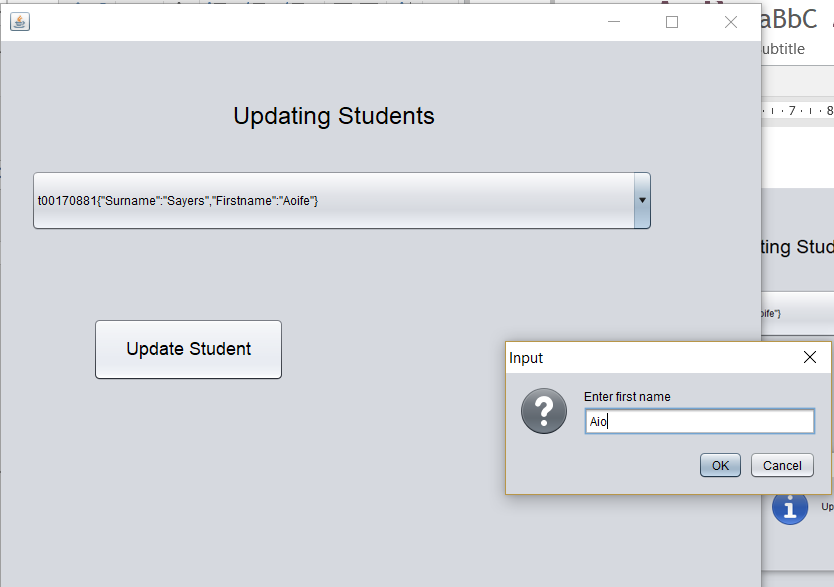 aBbC
ubtitle
7 8
Updating Students
t00170881{"Surname":"Sayers","Firstname":"Aoife"}
ting Stud
oife"}
Update Student
Input
Enter first name
Aio
OK Cancel
Up